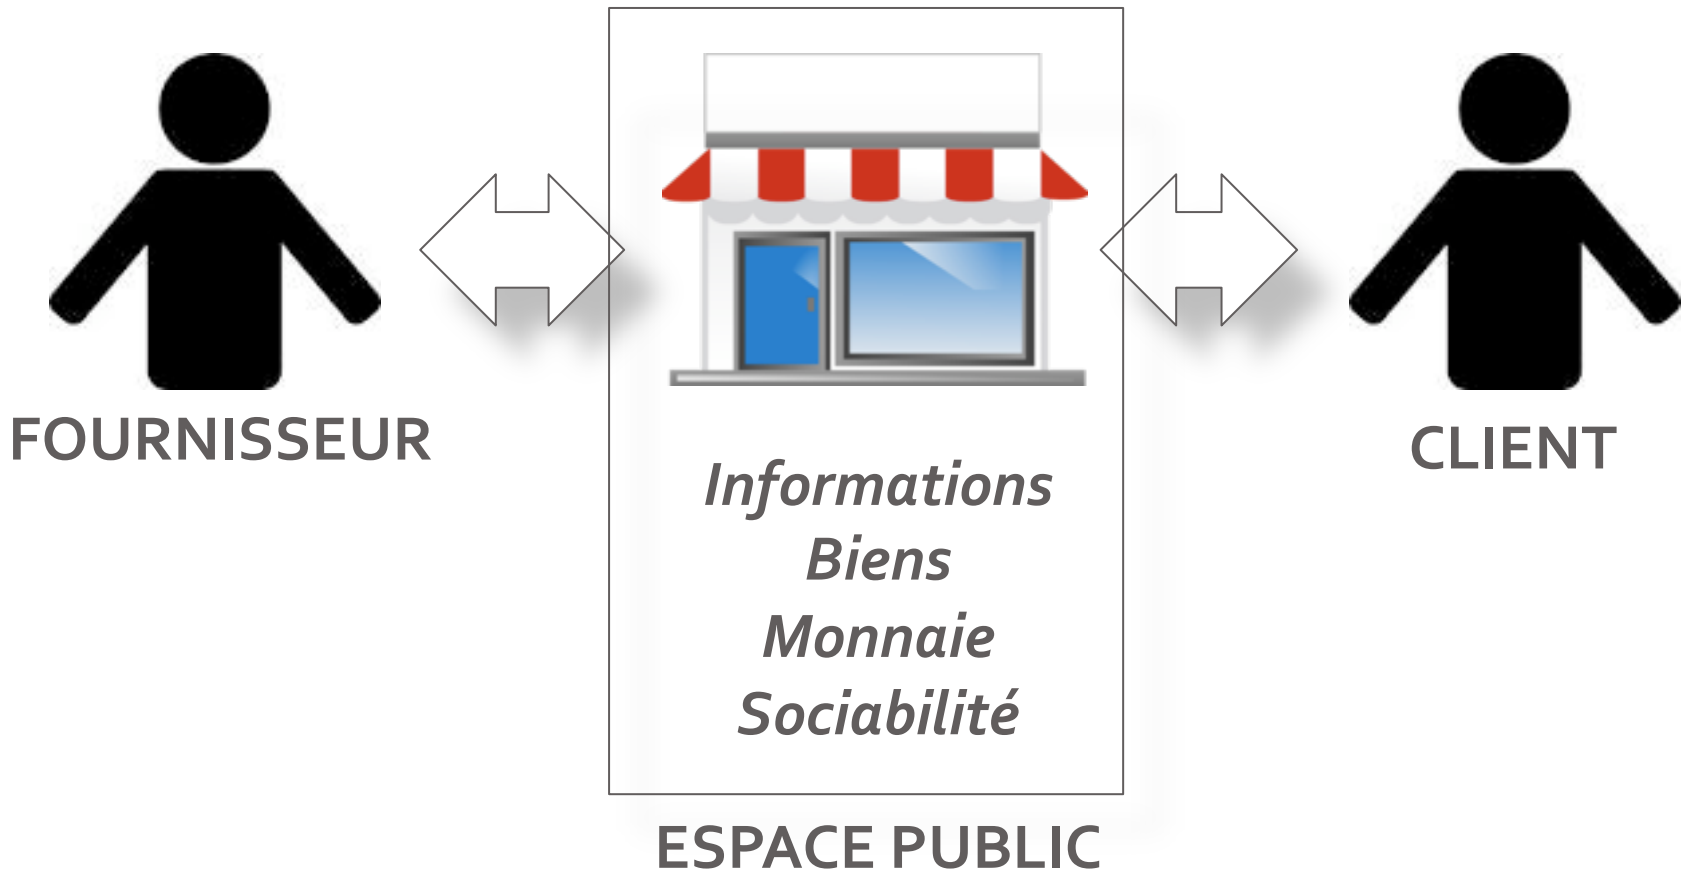 FOURNISSEUR
CLIENT
Informations
Biens
Monnaie
Sociabilité
ESPACE PUBLIC